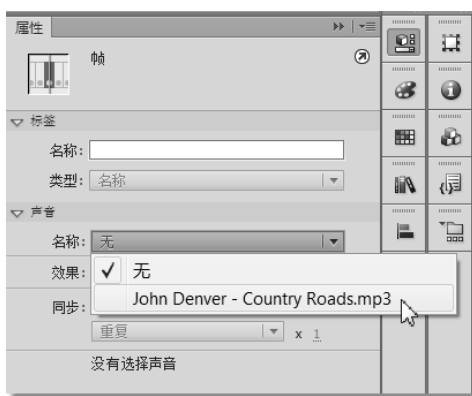 属性
帧
标签
名称:
类型: 名称
声音
名称: 无
效果: ✓ 无
John Denver - Country Roads.mp3
同步:
重复 x 1
没有选择声音